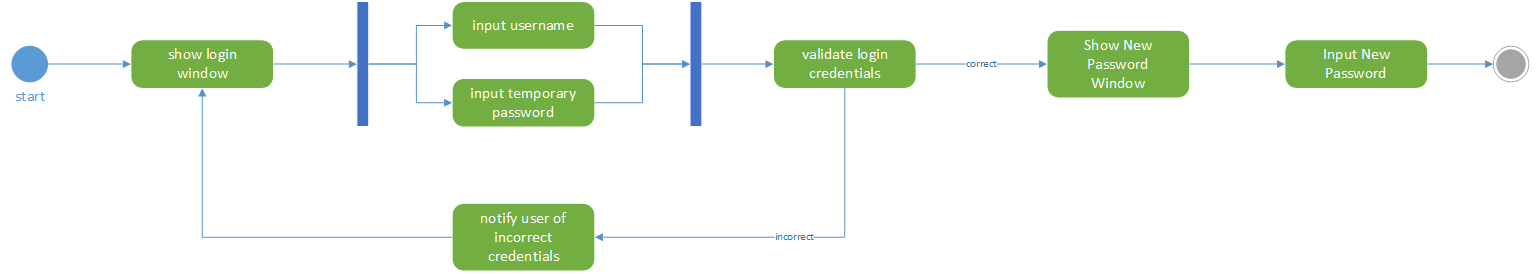 start
show login
window
input username
input temporary
password
validate login
credentials
correct
Show New
Password
Window
Input New
Password
notify user of
incorrect
credentials
incorrect